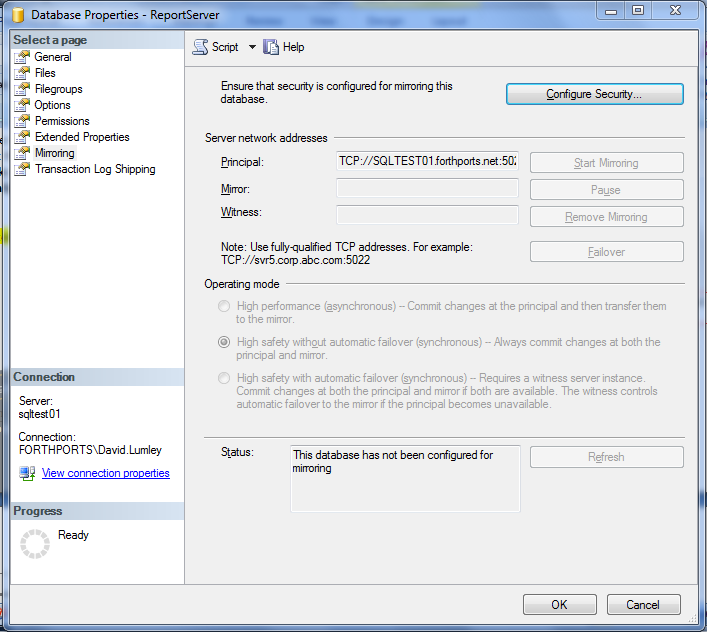 Database Properties - ReportServer
Select a page
General
Files
Filegroups
Options
Permissions
Extended Properties
Mirroring
Transaction Log Shipping
Connection
Server:
sqltest01
Connection:
FORTHPORTS\David.Lumley
View connection properties
Progress
Ready
Script
Help
Ensure that security is configured for mirroring this
database.
Configure Security...
Server network addresses
Principal:
TCP://SQLTEST01.forthports.net:502
Start Mirroring
Mirror:
Pause
Witness:
Remove Mirroring
Note: Use fully-qualified TCP addresses. For example:
TCP://svr5.corp.abc.com:5022
Failover
Operating mode
High performance (asynchronous) – Commit changes at the principal and then transfer them
to the mirror.
High safety without automatic failover (synchronous) – Always commit changes at both the
principal and mirror.
High safety with automatic failover (synchronous) – Requires a witness server instance.
Commit changes at both the principal and mirror if both are available. The witness controls
automatic failover to the mirror if the principal becomes unavailable.
Status:
This database has not been configured for
mirroring
Refresh
OK
Cancel